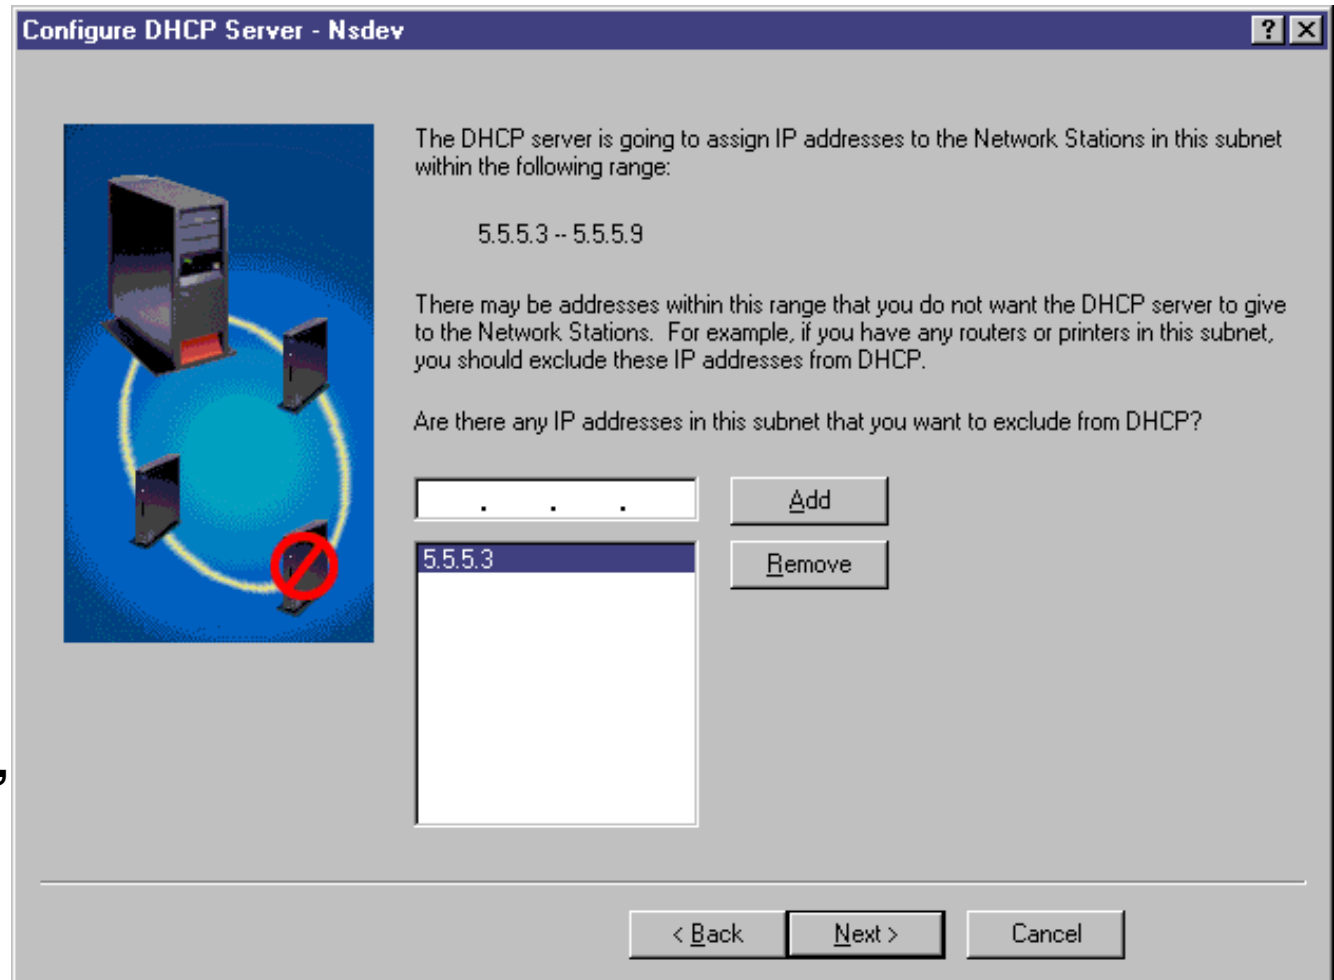 Configure DHCP Server - Nsdev
The DHCP server is going to assign IP addresses to the Network Stations in this subnet
within the following range:
5.5.5.3 -- 5.5.5.9
There may be addresses within this range that you do not want the DHCP server to give
to the Network Stations.  For example, if you have any routers or printers in this subnet,
you should exclude these IP addresses from DHCP.
Are there any IP addresses in this subnet that you want to exclude from DHCP?
. . .
Add
5.5.5.3
Remove
,
< Back
Next >
Cancel